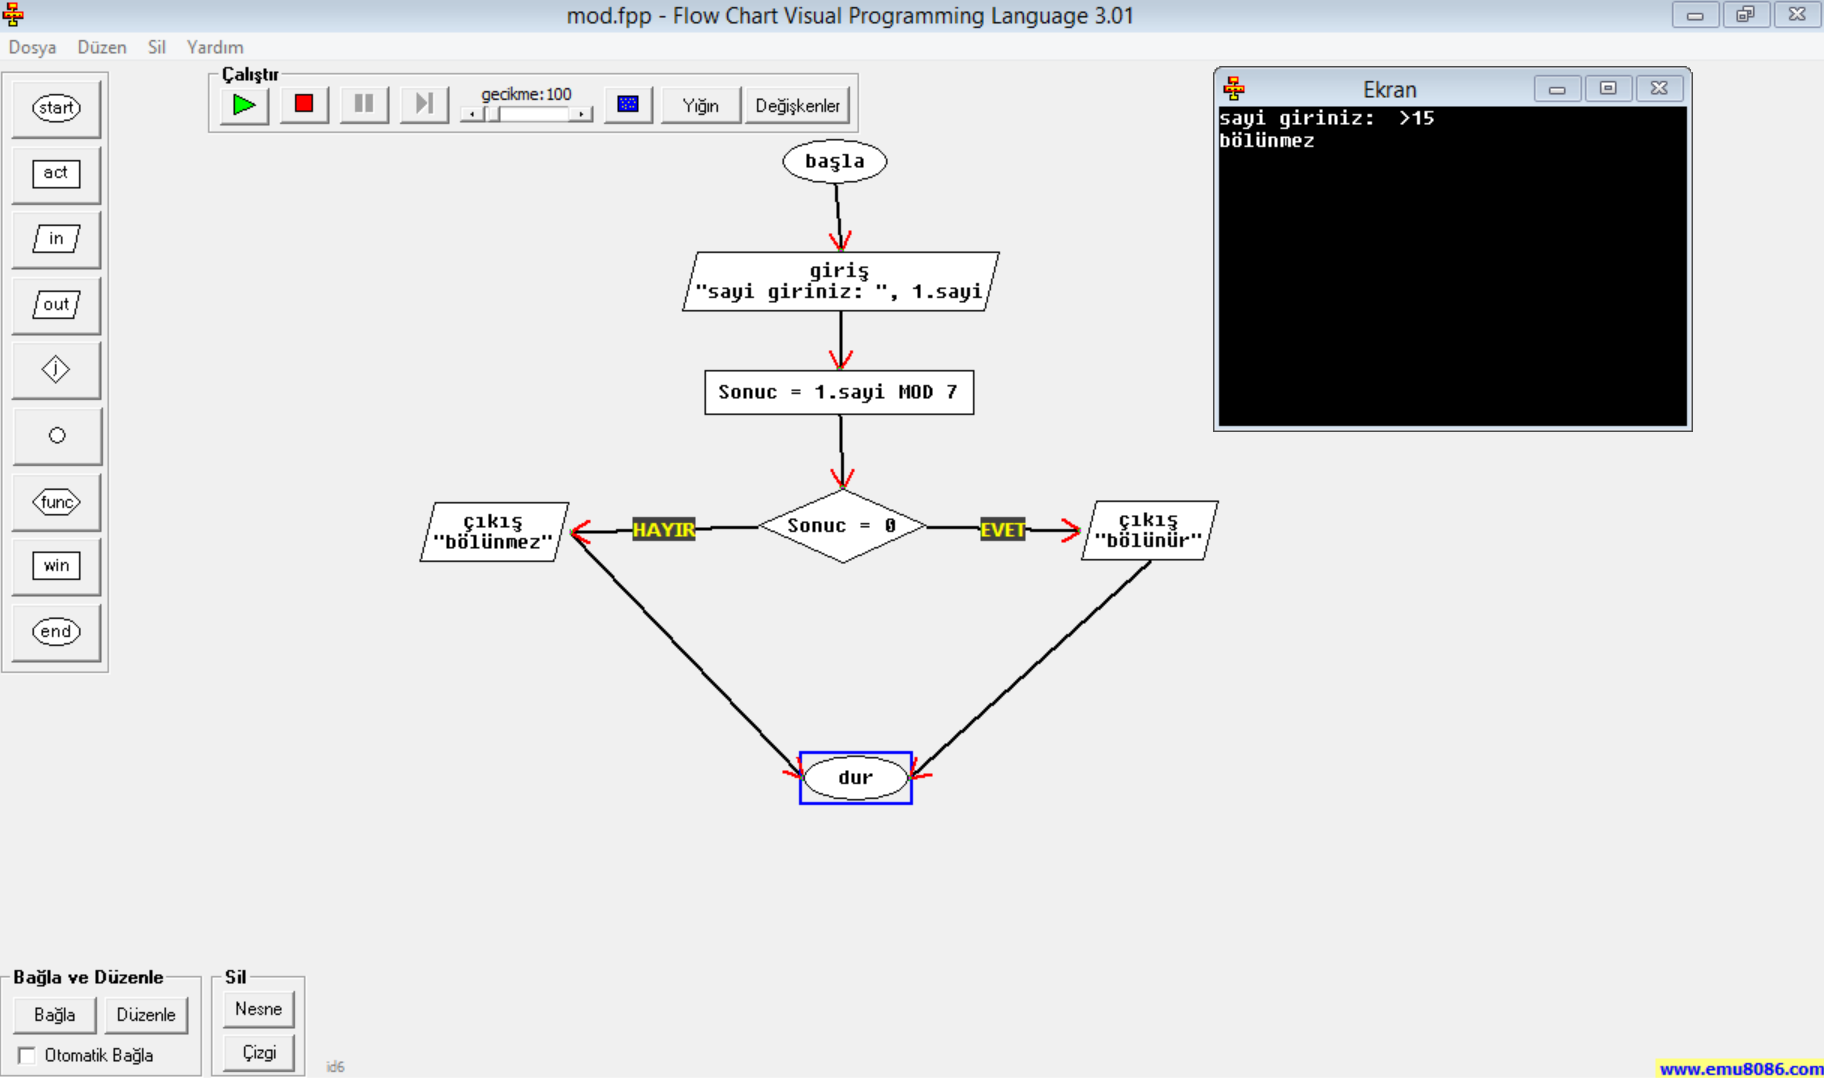 mod.fpp - Flow Chart Visual Programming Language 3.01
Dosya Düzen Sil Yardım
Çalıştır
gecikme:100
Yığın
Değişkenler
start
act
in
out
j
func
win
end
başla
giriş
"sayi giriniz: ", 1.sayi
Sonuc = 1.sayi MOD 7
Sonuc = 0
HAYIR
EVET
çıkış
"bölünmez"
çıkış
"bölünür"
dur
Ekran
sayi giriniz: >15
bölünmez
Bağla ve Düzenle
Bağla
Düzenle
Otomatik Bağla
Sil
Nesne
Çizgi
id6
www.emu8086.com